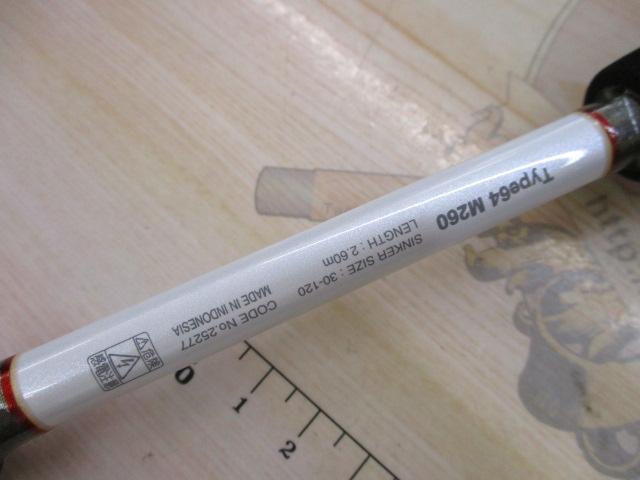 Type64 M260
LENGTH : 2.60m
SINKER SIZE : 30-120
CODE No.25277
MADE IN INDONESIA
危険
感電注意
0
1
2
http